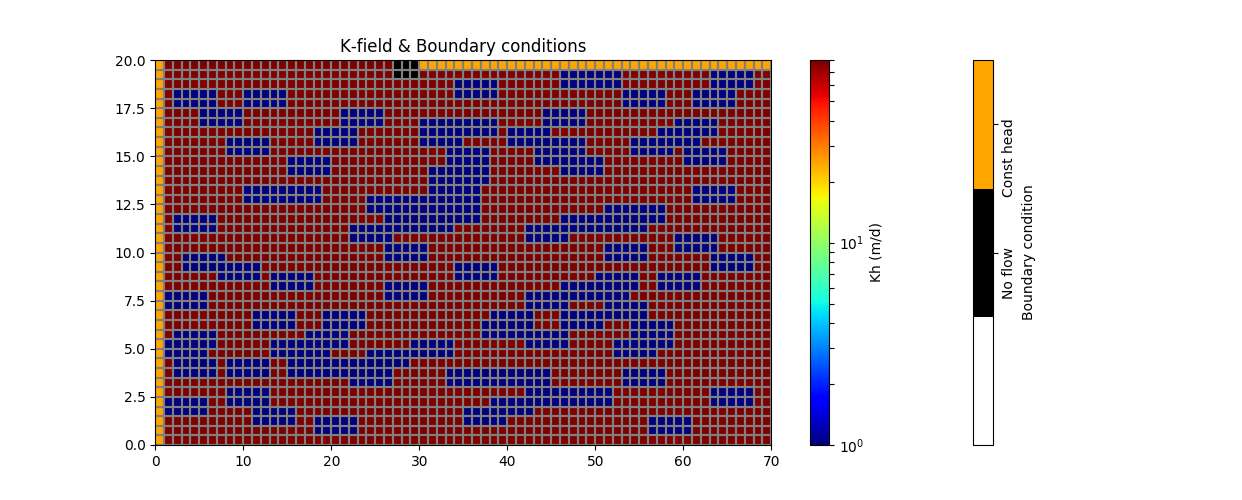 K-field & Boundary conditions
20.0
17.5
15.0
12.5
10.0
7.5
5.0
2.5
0.0
0 10 20 30 40 50 60 70
10¹
10⁰
Kh (m/d)
Const head
No flow
Boundary condition